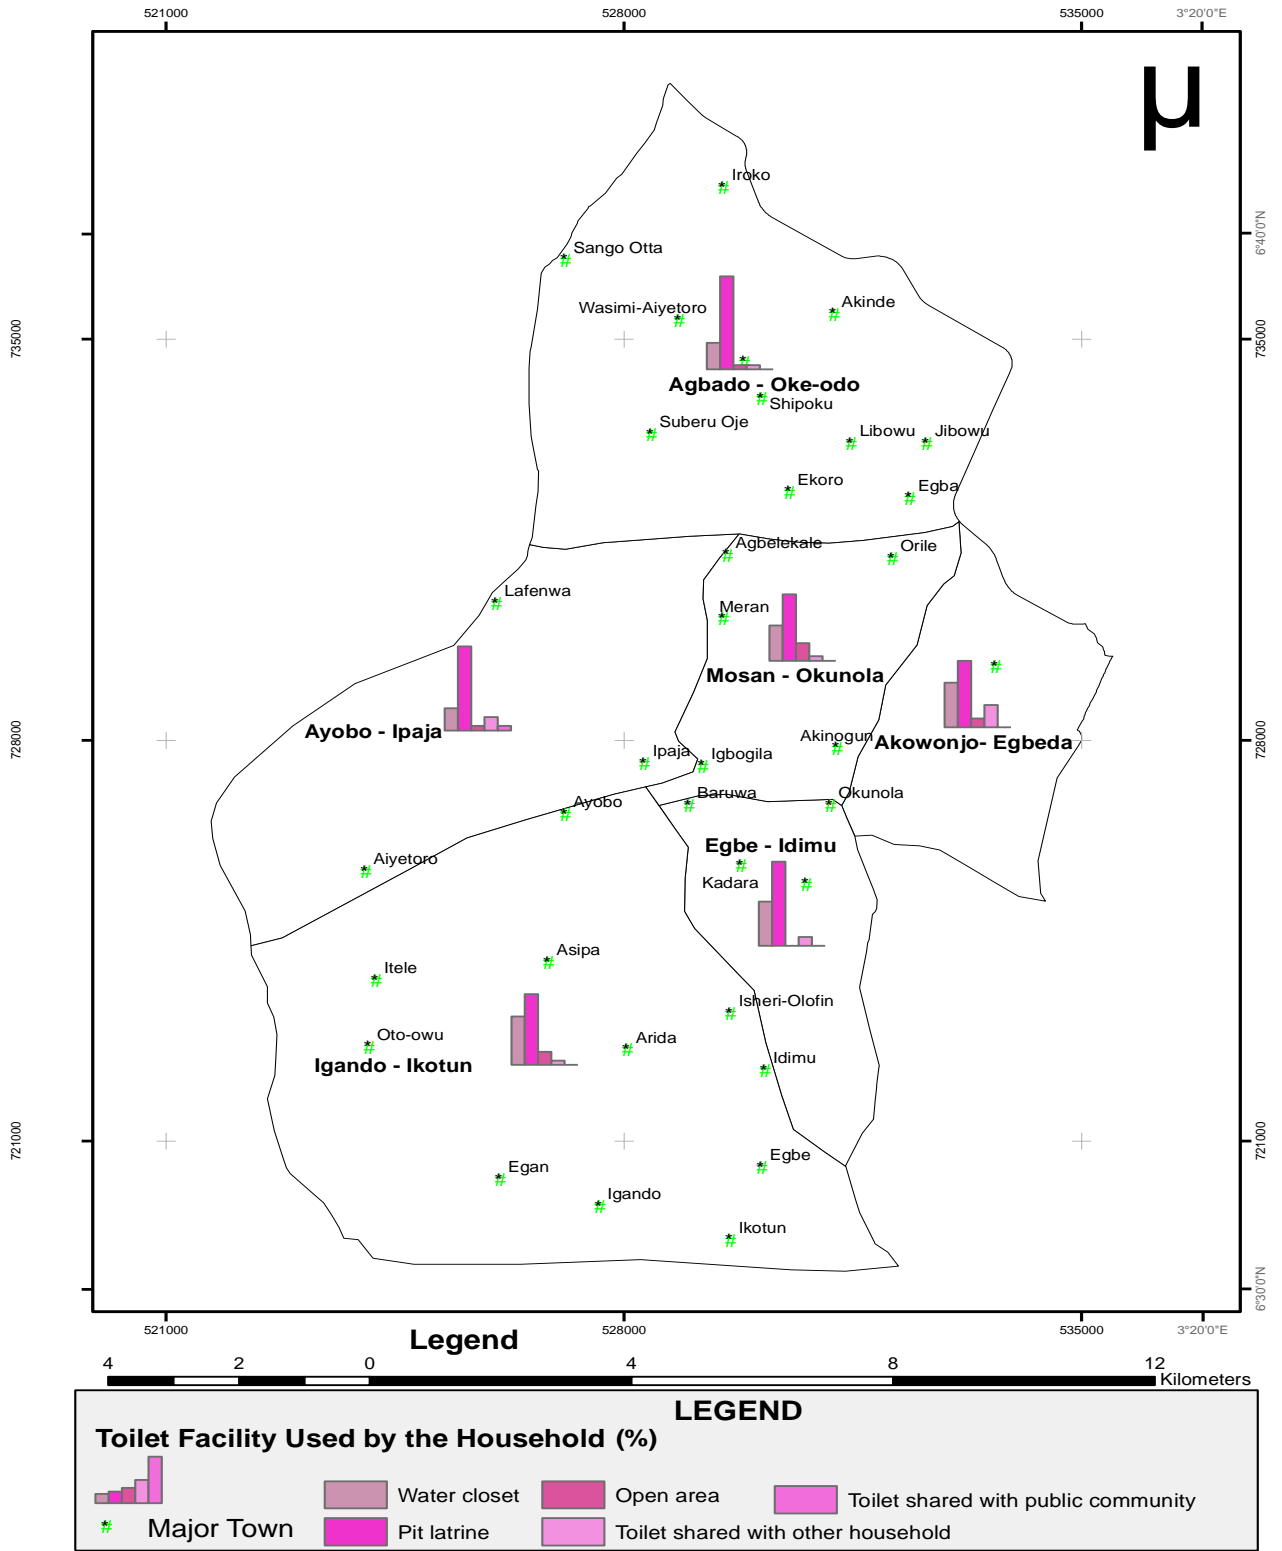 521000 528000 535000 3°20'0"E
µ
Iroko
6°40'0"N
Sango Otta
Wasimi-Aiyetoro
Akinde
735000
735000
Agbado - Oke-odo
Shipoku
Suberu Oje
Libowu
Jibowu
Ekoro
Egba
Agbelekale
Orile
Lafenwa
Meran
Mosan - Okunola
Ayobo - Ipaja
Akinogun
Akowonjo- Egbeda
728000
728000
Ipaja
Igbogila
Baruwa
Okunola
Ayobo
Egbe - Idimu
Aiyetoro
Kadara
Asipa
Itele
Isheri-Olofin
Oto-owu
Arida
Igando - Ikotun
Idimu
721000
721000
Egbe
Egan
Igando
Ikotun
6°30'0"N
521000 528000 535000 3°20'0"E
Legend
4 2 0 4 8 12
Kilometers
LEGEND
Toilet Facility Used by the Household (%)
Water closet
Open area
Toilet shared with public community
Major Town
Pit latrine
Toilet shared with other household